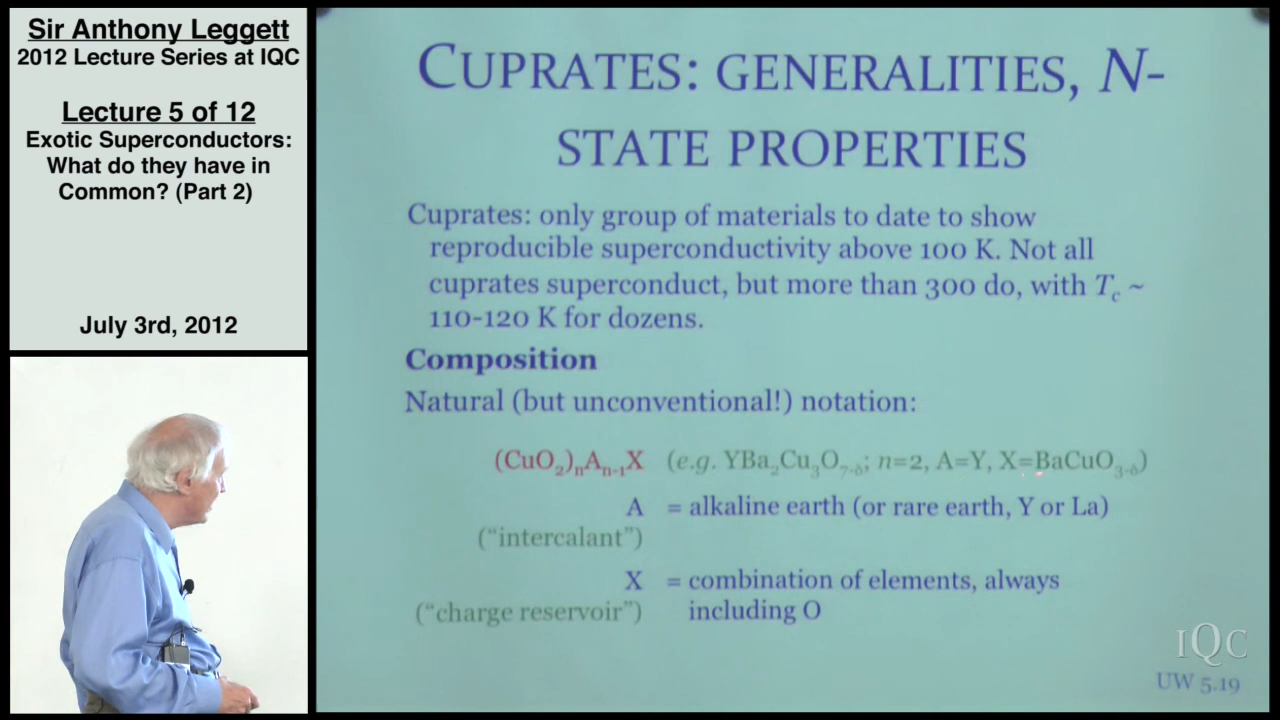 Sir Anthony Leggett
2012 Lecture Series at IQC
Lecture 5 of 12
Exotic Superconductors:
What do they have in
Common? (Part 2)
July 3rd, 2012
CUPRATES: GENERALITIES, N-
STATE PROPERTIES
Cuprates: only group of materials to date to show
reproducible superconductivity above 100 K. Not all
cuprates superconduct, but more than 300 do, with Tc ~
110-120 K for dozens.
Composition
Natural (but unconventional!) notation:
(CuO₂)ₙAₙ₋₁X (e.g. YBa₂Cu₃O₇₋δ: n=2, A=Y, X=BaCuO₃₋δ)
A = alkaline earth (or rare earth, Y or La)
("intercalant")
X = combination of elements, always
("charge reservoir") including O
IQC
UW 5.19